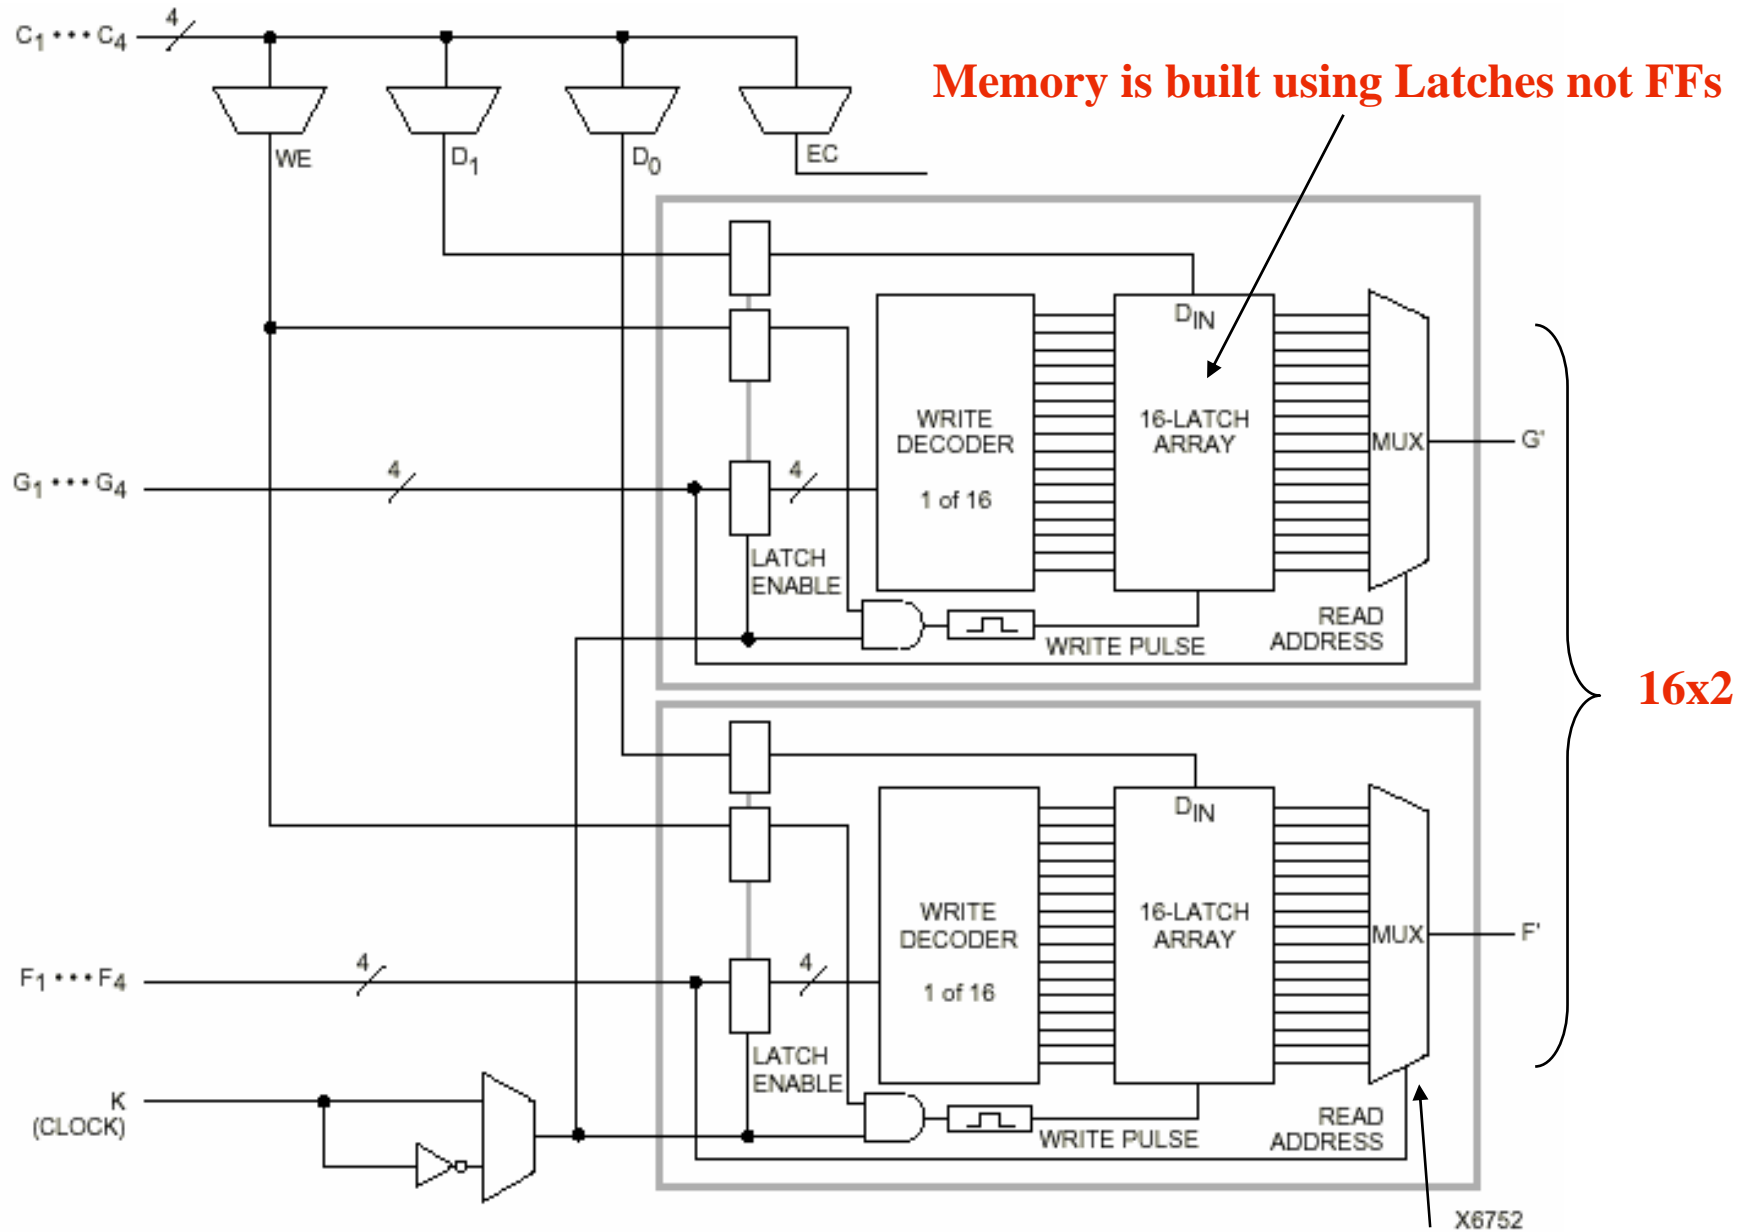 C1 • • • C4
4
Memory is built using Latches not FFs
WE
D1
D0
EC
DIN
WRITE
DECODER
1 of 16
16-LATCH
ARRAY
MUX
G'
G1 • • • G4
4
4
LATCH
ENABLE
WRITE PULSE
READ
ADDRESS
16x2
DIN
WRITE
DECODER
1 of 16
16-LATCH
ARRAY
MUX
F'
F1 • • • F4
4
4
LATCH
ENABLE
K
(CLOCK)
WRITE PULSE
READ
ADDRESS
X6752